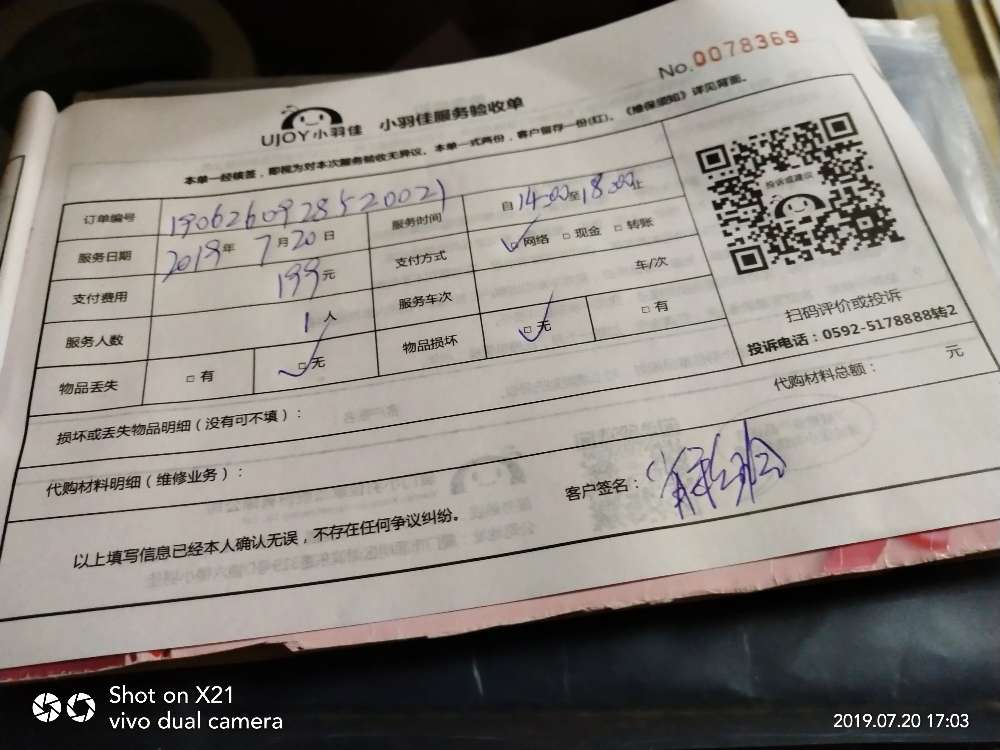 No.0078369
UJOY小羽佳 小羽佳服务验收单
本单一经核签，即视为对本次服务验收无异议。本单一式两份，客户留存一份(红)。《维保须知》详见背面。
订单编号 1906260928520021 服务时间 自14:00至18:00止
服务日期 2019年7月20日 支付方式 网络 现金 转账
支付费用 199元 服务车次 车/次
服务人数 1人 物品损坏 无 有
物品丢失 有 无
投诉或建议
扫码评价或投诉
投诉电话：0592-5178888转2
损坏或丢失物品明细（没有可不填）：
代购材料明细（维修业务）： 代购材料总额： 元
以上填写信息已经本人确认无误，不存在任何争议纠纷。 客户签名：
Shot on X21
vivo dual camera
2019.07.20 17:03